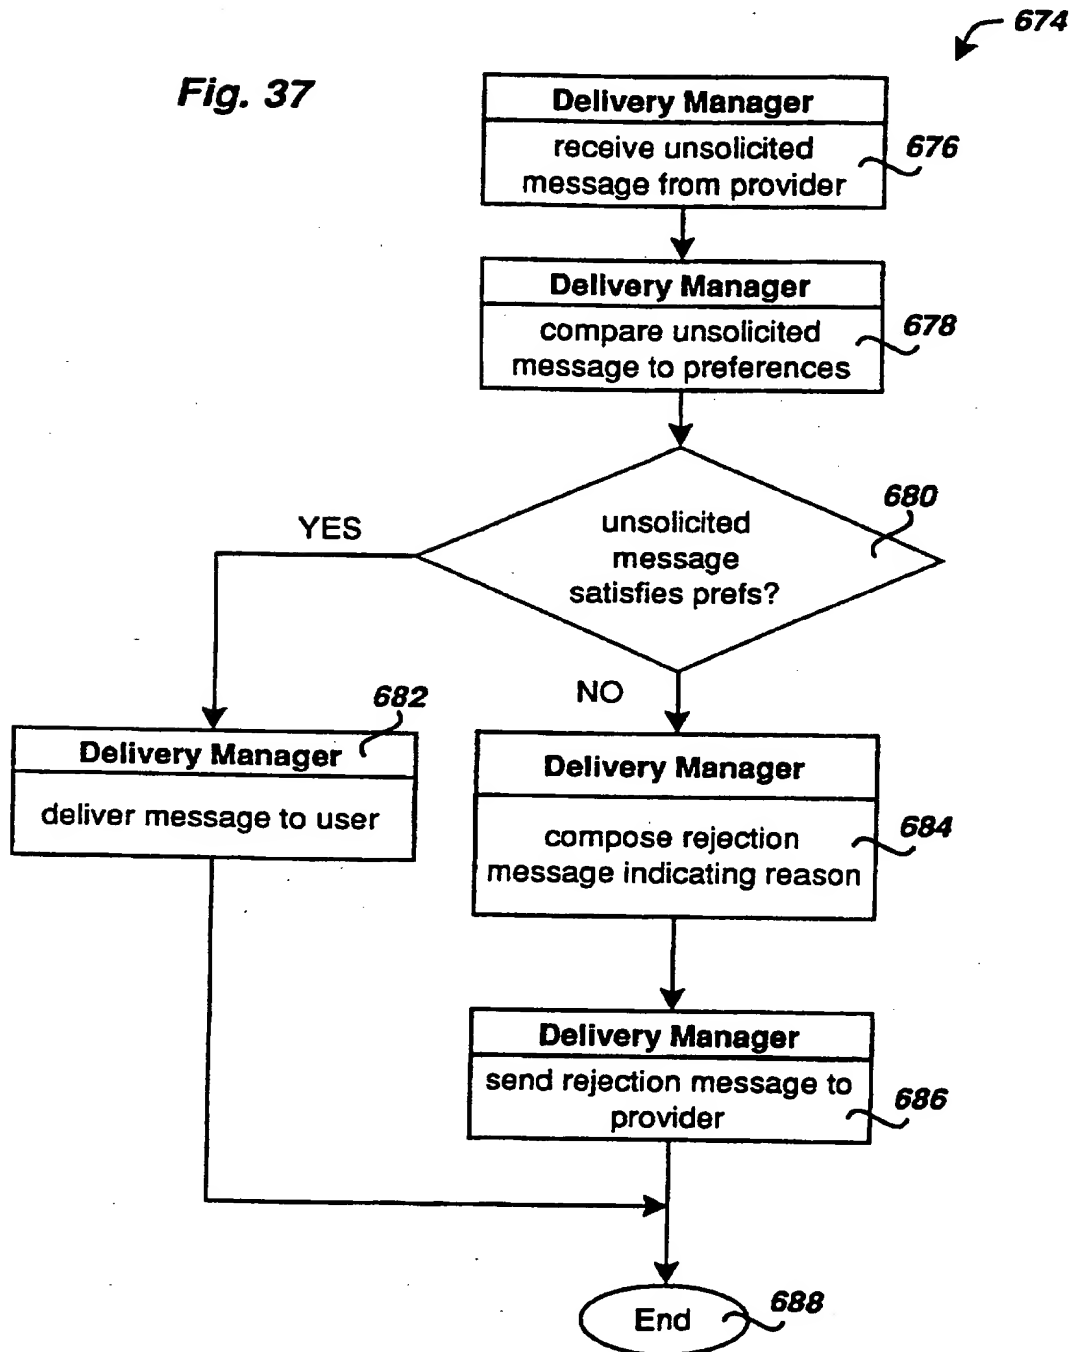 674
Fig. 37
Delivery Manager
receive unsolicited
message from provider
676
Delivery Manager
compare unsolicited
message to preferences
678
unsolicited
message
satisfies prefs?
680
YES
NO
682
Delivery Manager
deliver message to user
Delivery Manager
compose rejection
message indicating reason
684
Delivery Manager
send rejection message to
provider
686
End
688